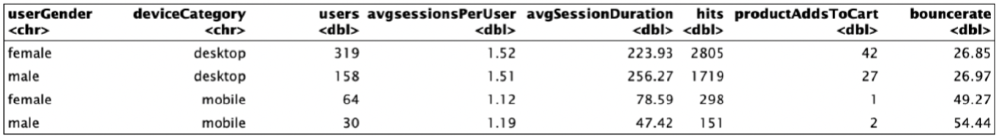 userGender deviceCategory users avgsessionsPerUser avgSessionDuration hits productAddsToCart bouncerate
<chr> <chr> <dbl> <dbl> <dbl> <dbl> <dbl> <dbl>
female desktop 319 1.52 223.93 2805 42 26.85
male desktop 158 1.51 256.27 1719 27 26.97
female mobile 64 1.12 78.59 298 1 49.27
male mobile 30 1.19 47.42 151 2 54.44